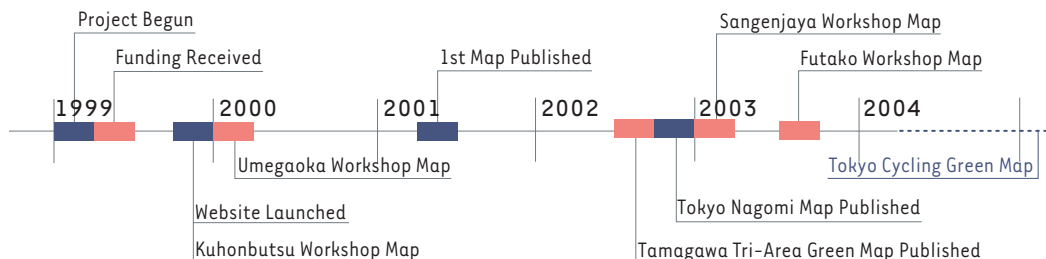 Project Begun
Sangenjaya Workshop Map
Funding Received
1st Map Published
Futako Workshop Map
1999
2000
2001
2002
2003
2004
Umegaoka Workshop Map
Tokyo Cycling Green Map
Website Launched
Tokyo Nagomi Map Published
Kuhonbutsu Workshop Map
Tamagawa Tri-Area Green Map Published